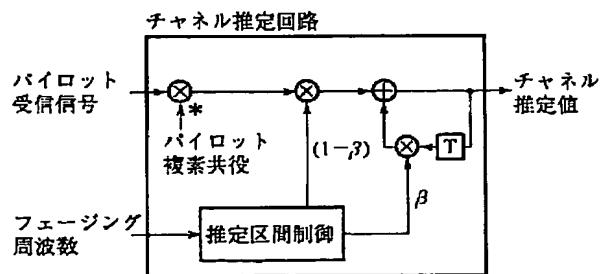 チャネル推定回路
パイロット
受信信号
*
パイロット
複素共役
(1-β)
チャネル
推定値
T
β
フェージング
周波数
推定区間制御